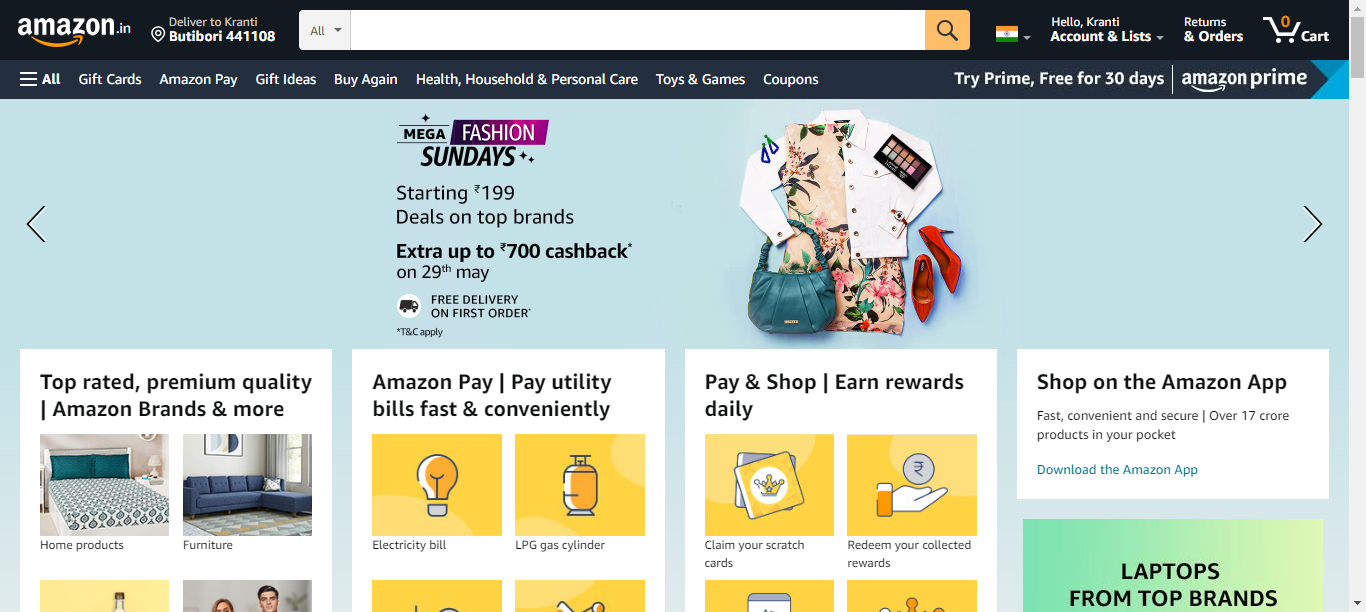 amazon.in
Deliver to Kranti
Butibori 441108
All
Hello, Kranti
Account & Lists
Returns
& Orders
0
Cart
All
Gift Cards
Amazon Pay
Gift Ideas
Buy Again
Health, Household & Personal Care
Toys & Games
Coupons
Try Prime, Free for 30 days
amazon prime
MEGA FASHION
SUNDAYS
Starting ₹199
Deals on top brands
Extra up to ₹700 cashback*
on 29th may
FREE DELIVERY
ON FIRST ORDER*
*T&C apply
Top rated, premium quality
| Amazon Brands & more
Home products
Furniture
Amazon Pay | Pay utility
bills fast & conveniently
Electricity bill
LPG gas cylinder
Pay & Shop | Earn rewards
daily
Claim your scratch
cards
Redeem your collected
rewards
Shop on the Amazon App
Fast, convenient and secure | Over 17 crore
products in your pocket
Download the Amazon App
LAPTOPS
FROM TOP BRANDS